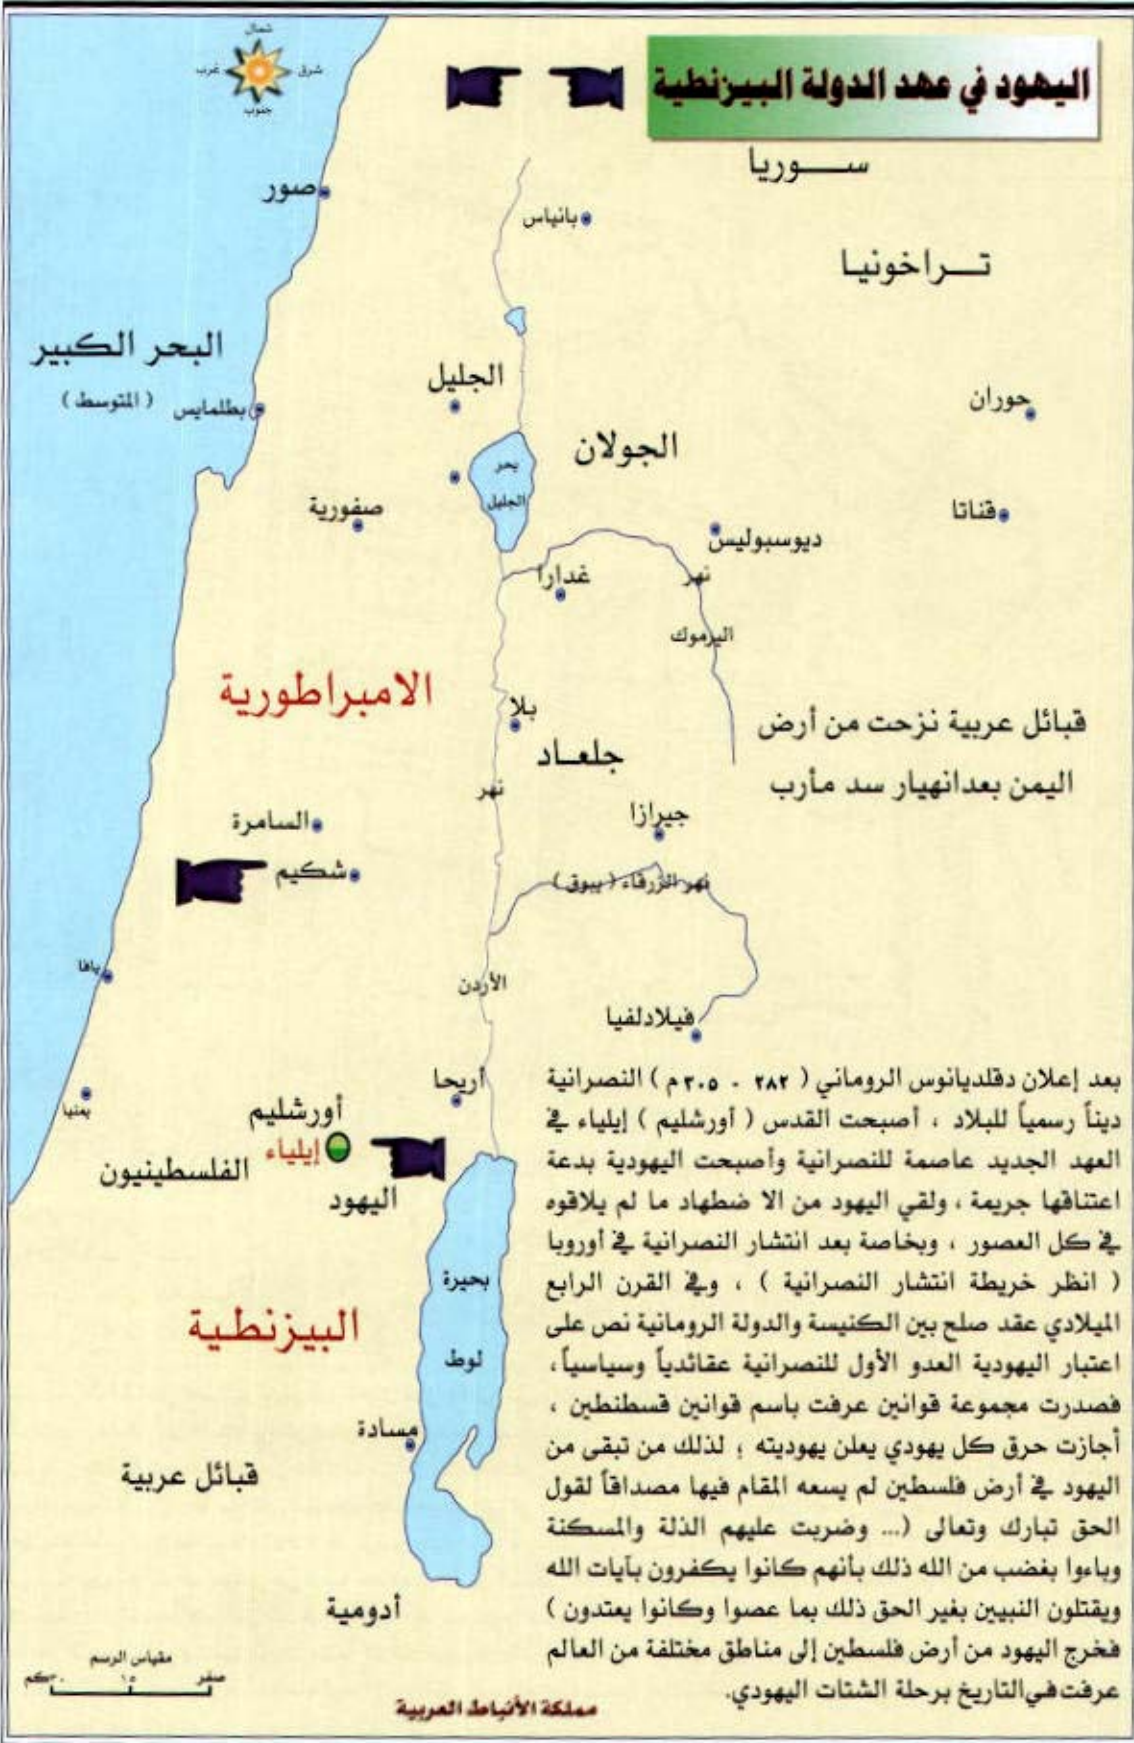 شمال
شرق
غرب
جنوب
اليهود في عهد الدولة البيزنطية
سوريا
صور
بانياس
تراخونيا
البحر الكبير
( المتوسط )
بطلمايس
الجليل
حوران
الجولان
بحر
الجليل
صفورية
قناتا
ديوسبوليس
غدارا
نهر
اليرموك
الامبراطورية
بلا
قبائل عربية نزحت من أرض
اليمن بعدانهيار سد مأرب
جلعاد
نهر
جيرازا
السامرة
شكيم
نهر الزرقاء ( يبوق )
يافا
الأردن
فيلادلفيا
أريحا
يمنيا
أورشليم
إيلياء
الفلسطينيون
اليهود
بعد إعلان دقلديانوس الروماني ( ٢٨٢ - ٣٠٥ م ) النصرانية
ديناً رسمياً للبلاد ، أصبحت القدس ( أورشليم ) إيلياء في
العهد الجديد عاصمة للنصرانية وأصبحت اليهودية بدعة
اعتناقها جريمة ، ولقي اليهود من الا ضطهاد ما لم يلاقوه
في كل العصور ، وبخاصة بعد انتشار النصرانية في أوروبا
( انظر خريطة انتشار النصرانية ) ، وفي القرن الرابع
الميلادي عقد صلح بين الكنيسة والدولة الرومانية نص على
اعتبار اليهودية العدو الأول للنصرانية عقائدياً وسياسياً،
فصدرت مجموعة قوانين عرفت باسم قوانين قسطنطين ،
أجازت حرق كل يهودي يعلن يهوديته ؛ لذلك من تبقى من
اليهود في أرض فلسطين لم يسعه المقام فيها مصداقاً لقول
الحق تبارك وتعالى (... وضربت عليهم الذلة والمسكنة
وباءوا بغضب من الله ذلك بأنهم كانوا يكفرون بآيات الله
ويقتلون النبيين بغير الحق ذلك بما عصوا وكانوا يعتدون )
فخرج اليهود من أرض فلسطين إلى مناطق مختلفة من العالم
عرفت في التاريخ برحلة الشتات اليهودي.
بحيرة
لوط
البيزنطية
مسادة
قبائل عربية
أدومية
مقياس الرسم
صفر ١٥ ٣٠كم
مملكة الأنباط العربية